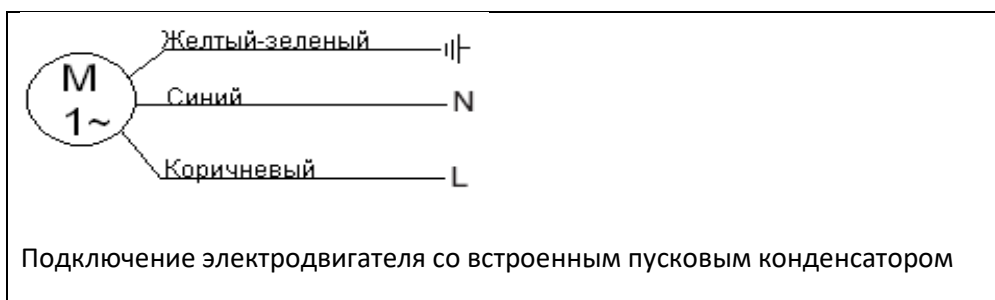 Желтый-зеленый
М
1~
Синий
N
Коричневый
L
Подключение электродвигателя со встроенным пусковым конденсатором